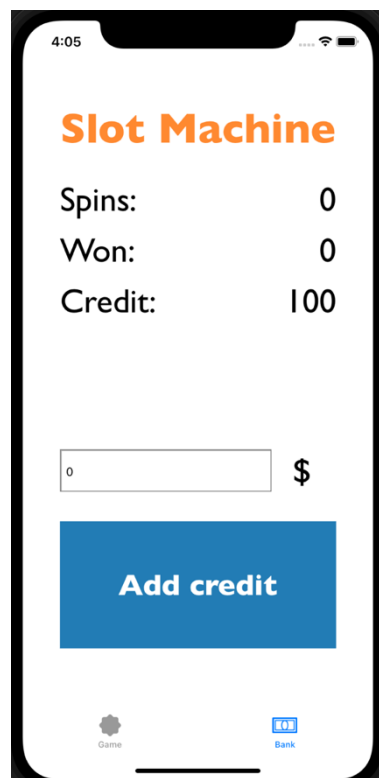 4:05
Slot Machine
Spins: 0
Won: 0
Credit: 100
0 $
Add credit
Game Bank